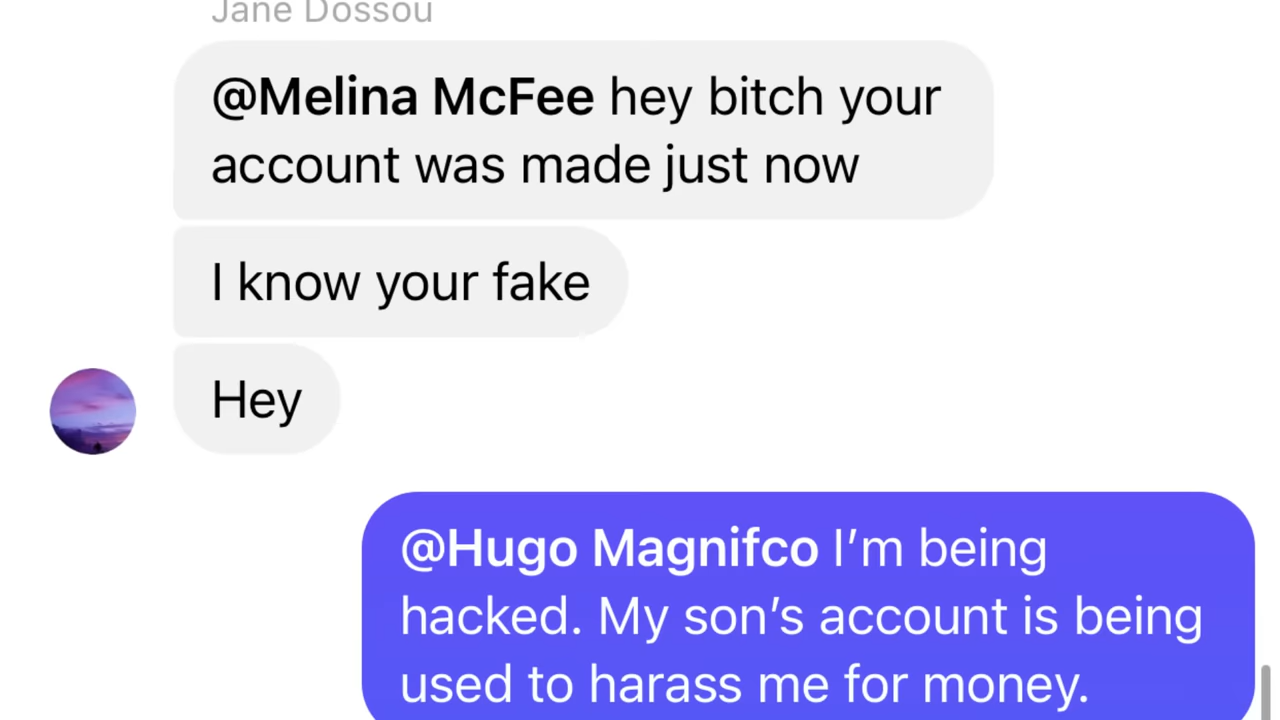 Jane Dossou
@Melina McFee hey bitch your
account was made just now
I know your fake
Hey
@Hugo Magnifco I’m being
hacked. My son’s account is being
used to harass me for money.